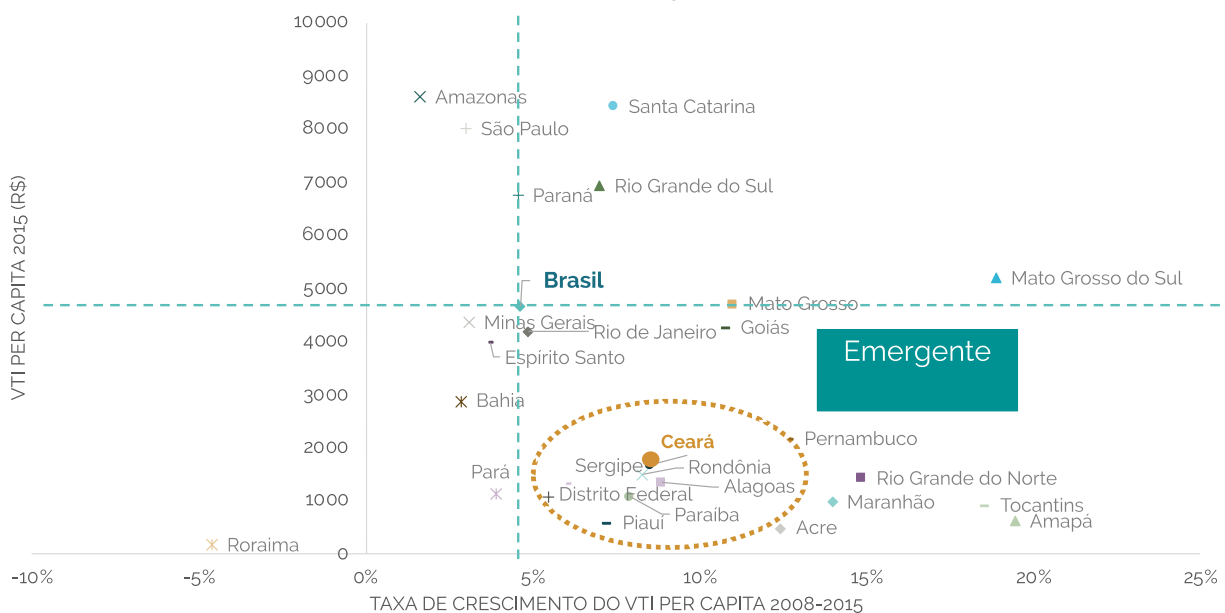 10000
9000
8000
7000
6000
5000
4000
3000
2000
1000
0
VTI PER CAPITA 2015 (R$)
Amazonas
Santa Catarina
São Paulo
Rio Grande do Sul
Paraná
Brasil
Mato Grosso do Sul
Mato Grosso
Minas Gerais
Rio de Janeiro
Goiás
Espírito Santo
Emergente
Bahia
Ceará
Pernambuco
Pará
Sergipe
Rondônia
Alagoas
Rio Grande do Norte
Distrito Federal
Paraíba
Maranhão
Tocantins
Piauí
Acre
Amapá
Roraima
-10% -5% 0% 5% 10% 15% 20% 25%
TAXA DE CRESCIMENTO DO VTI PER CAPITA 2008-2015